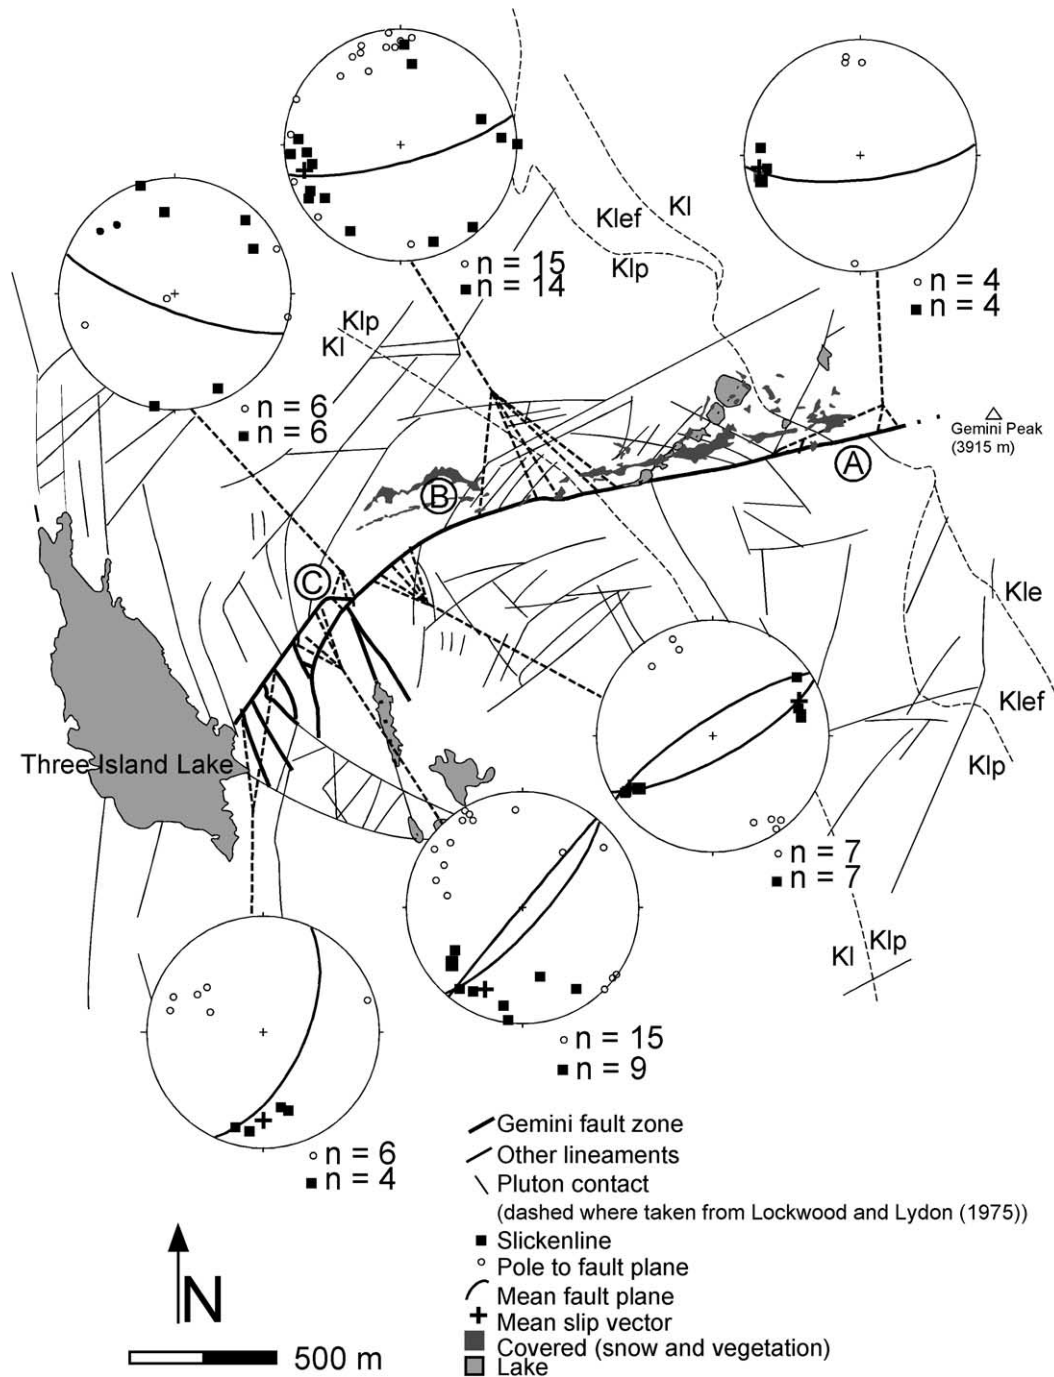 Klef
Kl
Klp
n = 15
n = 14
n = 4
n = 4
Klp
Kl
n = 6
n = 6
Gemini Peak
(3915 m)
A
B
C
Kle
Klef
Klp
Three Island Lake
n = 7
n = 7
Kl
Klp
n = 15
n = 9
n = 6
n = 4
Gemini fault zone
Other lineaments
Pluton contact
(dashed where taken from Lockwood and Lydon (1975))
Slickenline
Pole to fault plane
Mean fault plane
Mean slip vector
Covered (snow and vegetation)
Lake
N
500 m